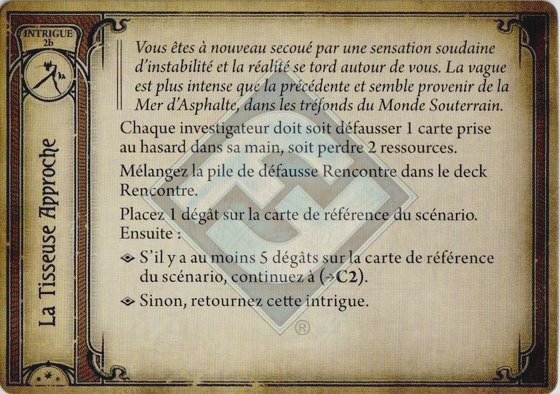 INTRIGUE
2b
La Tisseuse Approche
Vous êtes à nouveau secoué par une sensation soudaine
d'instabilité et la réalité se tord autour de vous. La vague
est plus intense que la précédente et semble provenir de la
Mer d'Asphalte, dans les tréfonds du Monde Souterrain.
Chaque investigateur doit soit défausser 1 carte prise
au hasard dans sa main, soit perdre 2 ressources.
Mélangez la pile de défausse Rencontre dans le deck
Rencontre.
Placez 1 dégât sur la carte de référence du scénario.
Ensuite :
S'il y a au moins 5 dégâts sur la carte de référence
du scénario, continuez à (→C2).
Sinon, retournez cette intrigue.
®